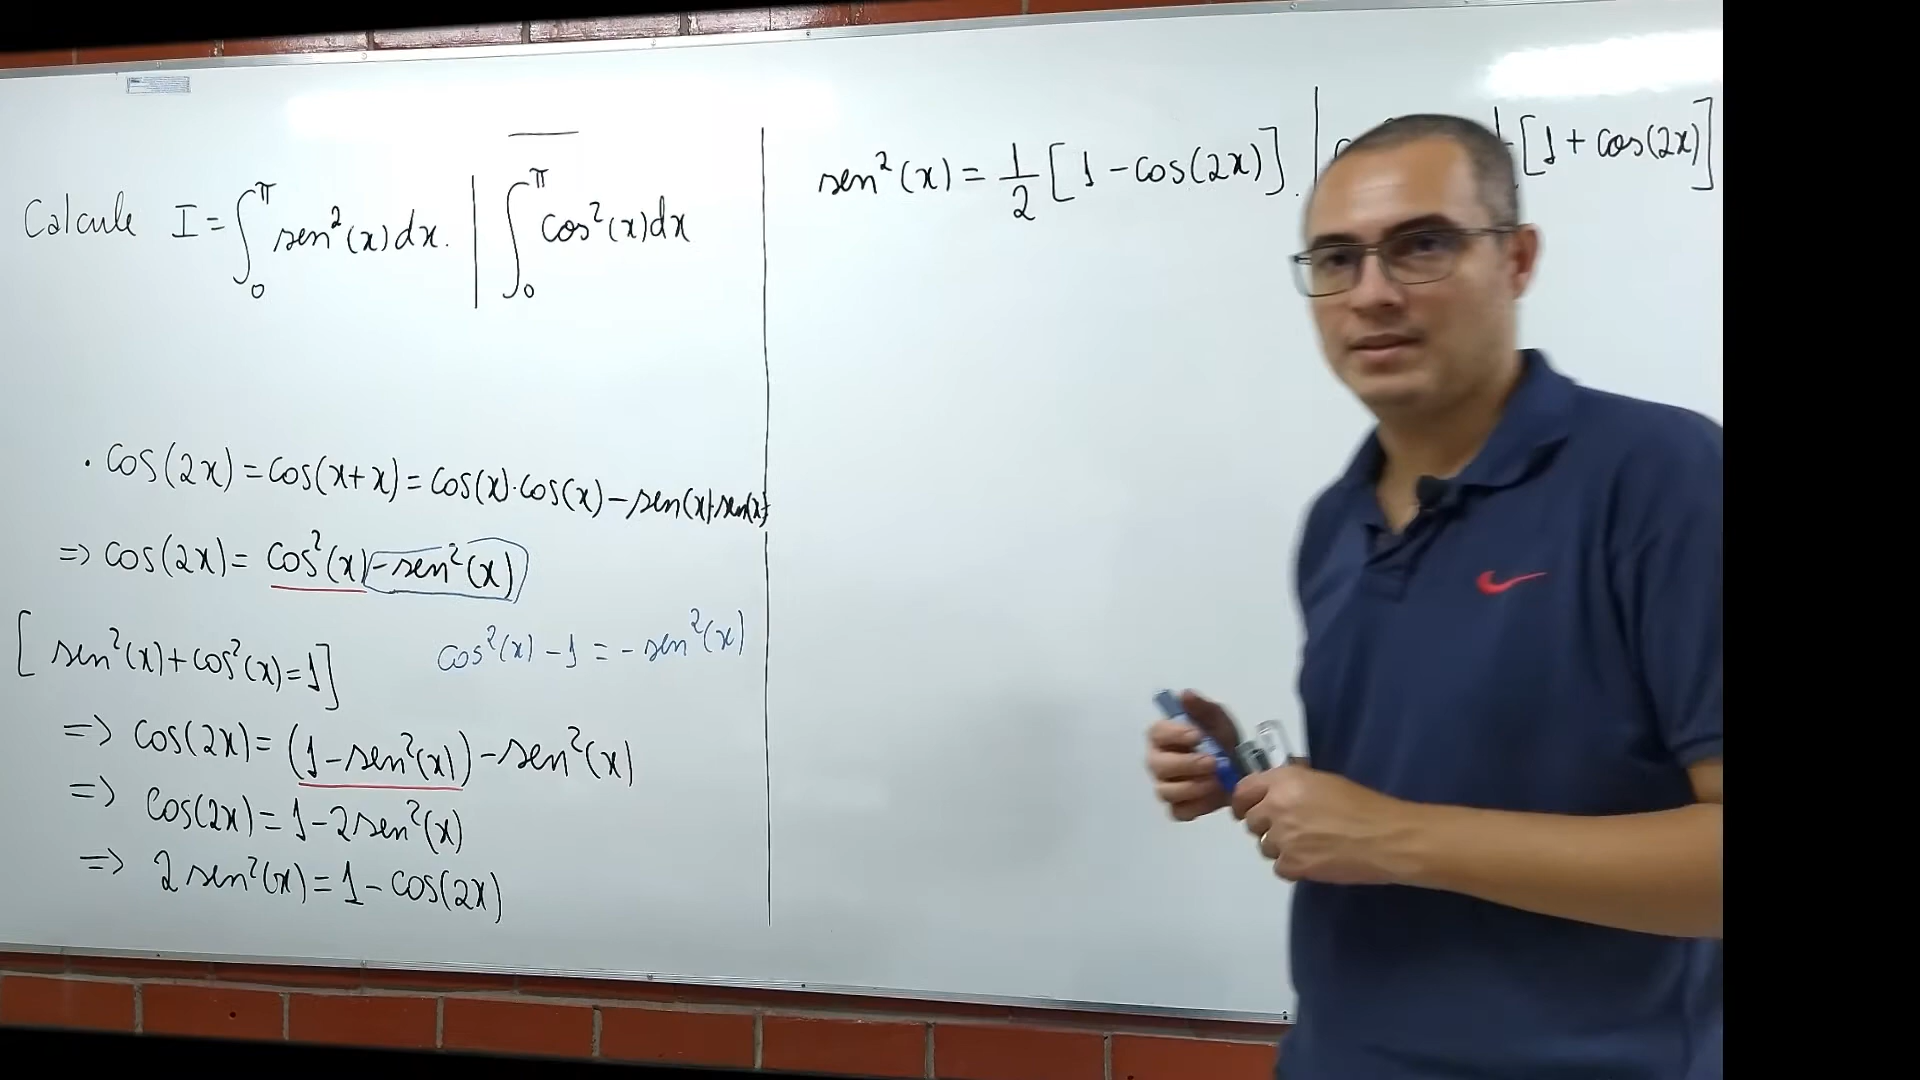 Calcule I = ∫₀^π sen²(x)dx. | ∫₀^π cos²(x)dx
· cos(2x) = cos(x+x) = cos(x)·cos(x) - sen(x)·sen(x)
=> cos(2x) = cos²(x) - sen²(x)
[sen²(x) + cos²(x) = 1] cos²(x) - 1 = - sen²(x)
=> cos(2x) = (1 - sen²(x)) - sen²(x)
=> cos(2x) = 1 - 2sen²(x)
=> 2 sen²(x) = 1 - cos(2x)
sen²(x) = 1/2 [1 - cos(2x)]. | [1 + cos(2x)]